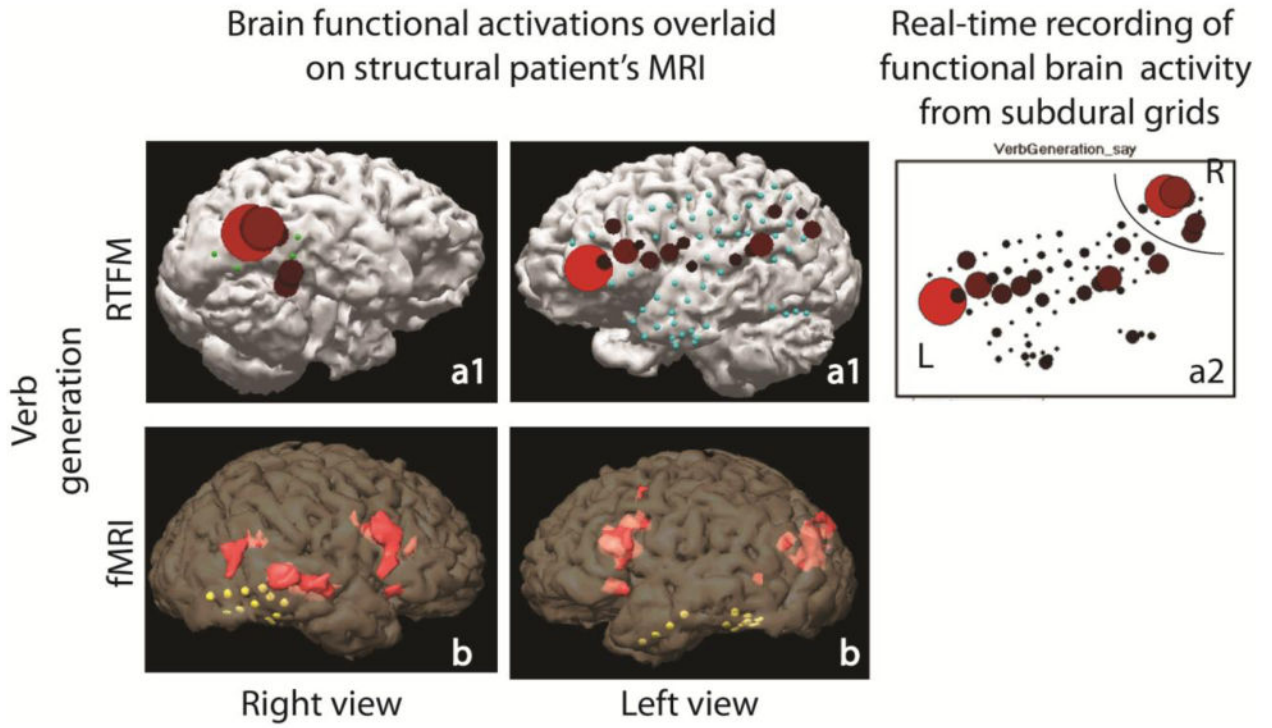 Brain functional activations overlaid
on structural patient's MRI
Real-time recording of
functional brain activity
from subdural grids
VerbGeneration_say
Verb
generation
RTFM
a1
a1
R
L
a2
fMRI
b
b
Right view
Left view